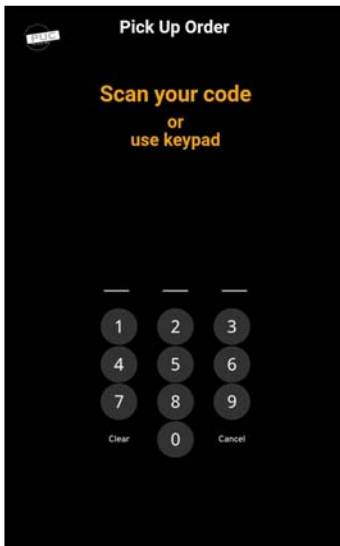 PUC
Pick Up Order
Scan your code
or
use keypad
1 2 3
4 5 6
7 8 9
Clear 0 Cancel